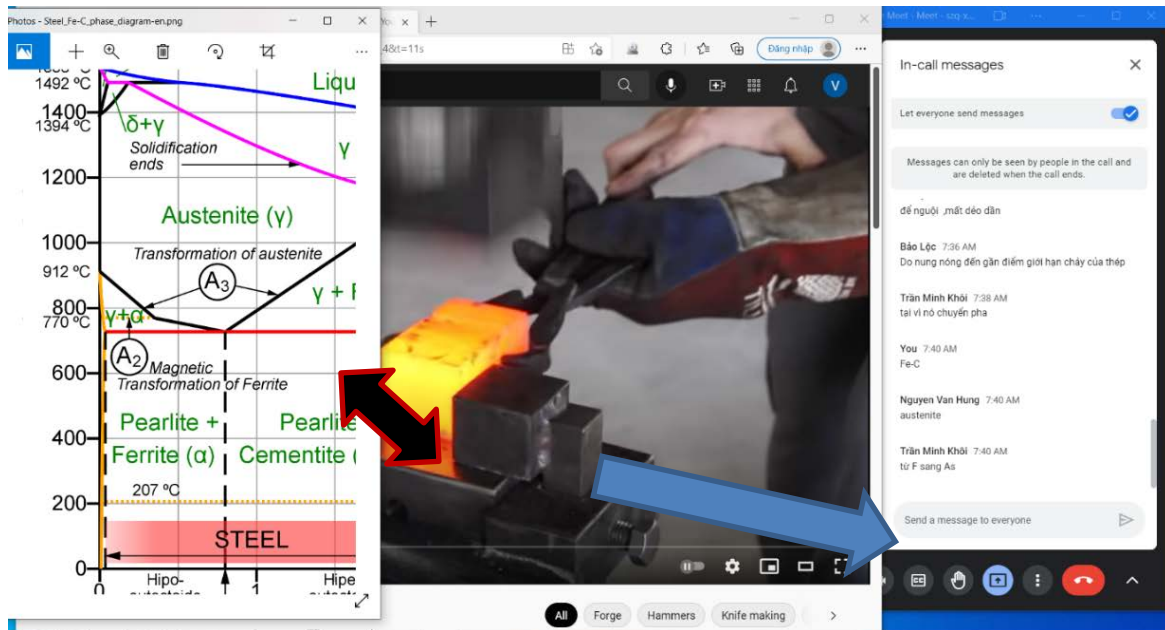 Photos - Steel_Fe-C_phase_diagram-en.png
1492 ºC
1400
1394 ºC
1200
1000
912 ºC
800
770 ºC
600
400
200
0
Liqu
δ+γ
Solidification
ends
γ
Austenite (γ)
Transformation of austenite
A3
γ + F
γ+α
A2
Magnetic
Transformation of Ferrite
Pearlite +
Ferrite (α)
Pearlite
Cementite (
207 ºC
STEEL
0
Hipo-
1
Hipe
48&t=11s
Đăng nhập
V
All
Forge
Hammers
Knife making
Meet - Meet - szq-x...
In-call messages
Let everyone send messages
Messages can only be seen by people in the call and
are deleted when the call ends.
để nguội ,mất dẻo dần
Bảo Lộc 7:36 AM
Do nung nóng đến gần điểm giới hạn chảy của thép
Trần Minh Khôi 7:38 AM
tại vì nó chuyển pha
You 7:40 AM
Fe-C
Nguyen Van Hung 7:40 AM
austenite
Trần Minh Khôi 7:40 AM
từ F sang As
Send a message to everyone